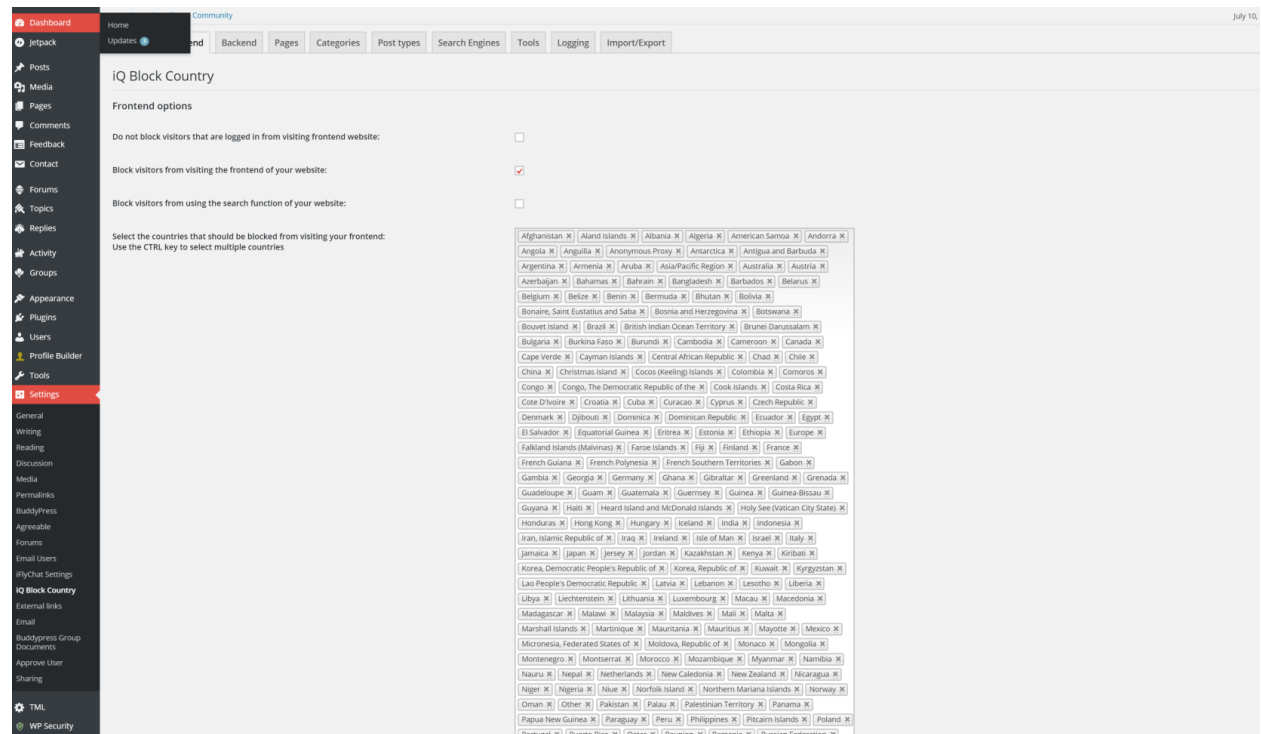 Dashboard
Jetpack
Posts
Media
Pages
Comments
Feedback
Contact
Forums
Topics
Replies
Activity
Groups
Appearance
Plugins
Users
Profile Builder
Tools
Settings
General
Writing
Reading
Discussion
Media
Permalinks
BuddyPress
Agreeable
Forums
Email Users
iFlyChat Settings
iQ Block Country
External links
Email
Buddypress Group
Documents
Approve User
Sharing
TML
WP Security
Home
Updates
Community
July 10,
end Backend Pages Categories Post types Search Engines Tools Logging Import/Export
iQ Block Country
Frontend options
Do not block visitors that are logged in from visiting frontend website:
Block visitors from visiting the frontend of your website:
Block visitors from using the search function of your website:
Select the countries that should be blocked from visiting your frontend:
Use the CTRL key to select multiple countries
Afghanistan Aland Islands Albania Algeria American Samoa Andorra
Angola Anguilla Anonymous Proxy Antarctica Antigua and Barbuda
Argentina Armenia Aruba Asia/Pacific Region Australia Austria
Azerbaijan Bahamas Bahrain Bangladesh Barbados Belarus
Belgium Belize Benin Bermuda Bhutan Bolivia
Bonaire, Saint Eustatius and Saba Bosnia and Herzegovina Botswana
Bouvet Island Brazil British Indian Ocean Territory Brunei Darussalam
Bulgaria Burkina Faso Burundi Cambodia Cameroon Canada
Cape Verde Cayman Islands Central African Republic Chad Chile
China Christmas Island Cocos (Keeling) Islands Colombia Comoros
Congo Congo, The Democratic Republic of the Cook Islands Costa Rica
Cote D'Ivoire Croatia Cuba Curacao Cyprus Czech Republic
Denmark Djibouti Dominica Dominican Republic Ecuador Egypt
El Salvador Equatorial Guinea Eritrea Estonia Ethiopia Europe
Falkland Islands (Malvinas) Faroe Islands Fiji Finland France
French Guiana French Polynesia French Southern Territories Gabon
Gambia Georgia Germany Ghana Gibraltar Greenland Grenada
Guadeloupe Guam Guatemala Guernsey Guinea Guinea-Bissau
Guyana Haiti Heard Island and McDonald Islands Holy See (Vatican City State)
Honduras Hong Kong Hungary Iceland India Indonesia
Iran, Islamic Republic of Iraq Ireland Isle of Man Israel Italy
Jamaica Japan Jersey Jordan Kazakhstan Kenya Kiribati
Korea, Democratic People's Republic of Korea, Republic of Kuwait Kyrgyzstan
Lao People's Democratic Republic Latvia Lebanon Lesotho Liberia
Libya Liechtenstein Lithuania Luxembourg Macau Macedonia
Madagascar Malawi Malaysia Maldives Mali Malta
Marshall Islands Martinique Mauritania Mauritius Mayotte Mexico
Micronesia, Federated States of Moldova, Republic of Monaco Mongolia
Montenegro Montserrat Morocco Mozambique Myanmar Namibia
Nauru Nepal Netherlands New Caledonia New Zealand Nicaragua
Niger Nigeria Niue Norfolk Island Northern Mariana Islands Norway
Oman Other Pakistan Palau Palestinian Territory Panama
Papua New Guinea Paraguay Peru Philippines Pitcairn Islands Poland
Portugal Puerto Rico Qatar Reunion Romania Russian Federation